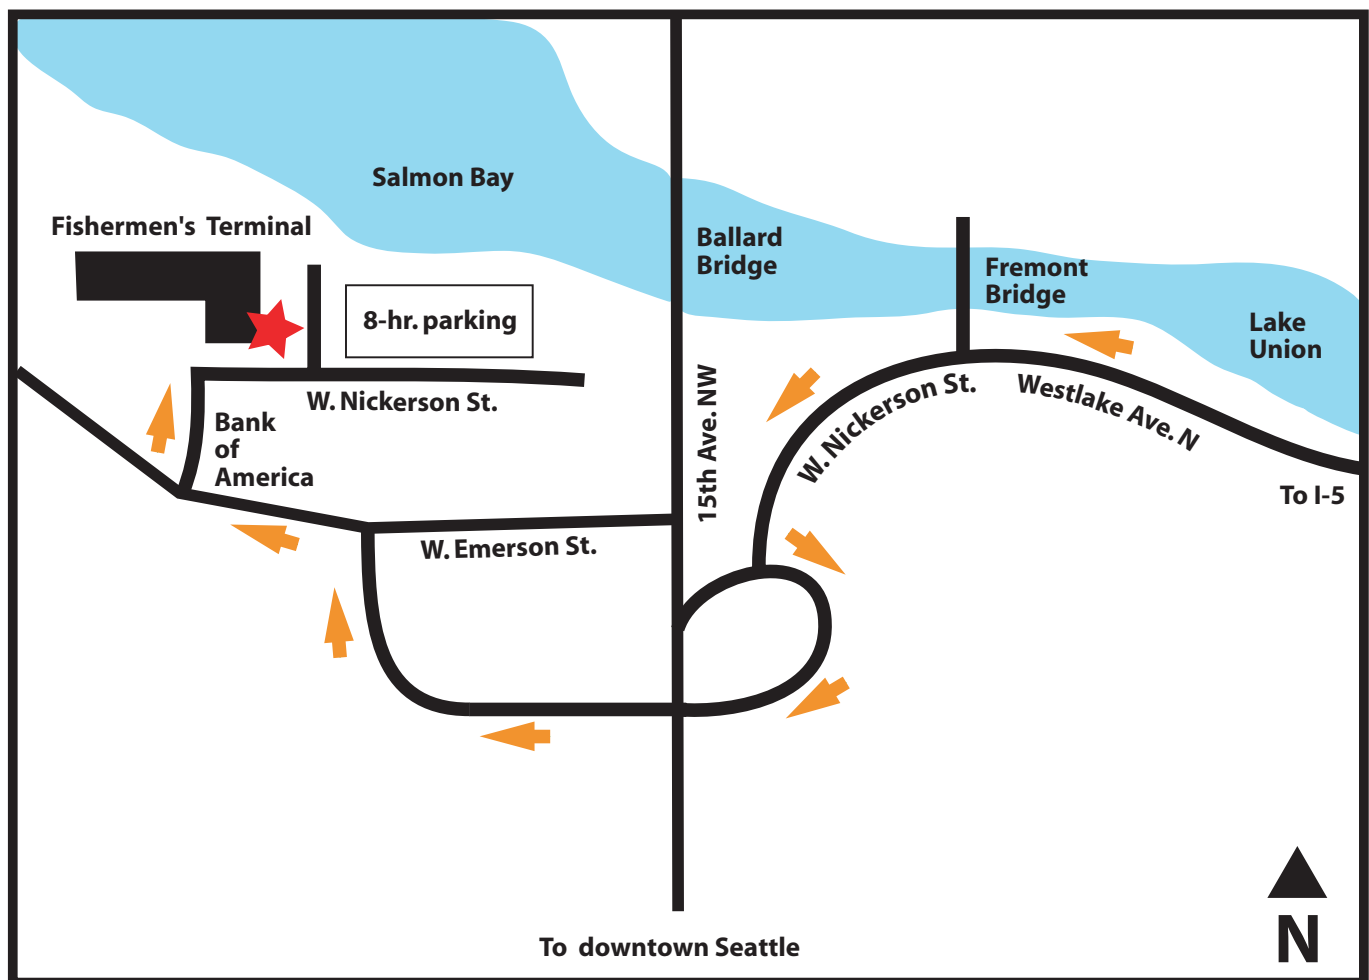 Salmon Bay
Fishermen's Terminal
Ballard
Bridge
Fremont
Bridge
8-hr. parking
Lake
Union
W. Nickerson St.
15th Ave. NW
W. Nickerson St.
Westlake Ave. N
Bank
of
America
To I-5
W. Emerson St.
To downtown Seattle
N